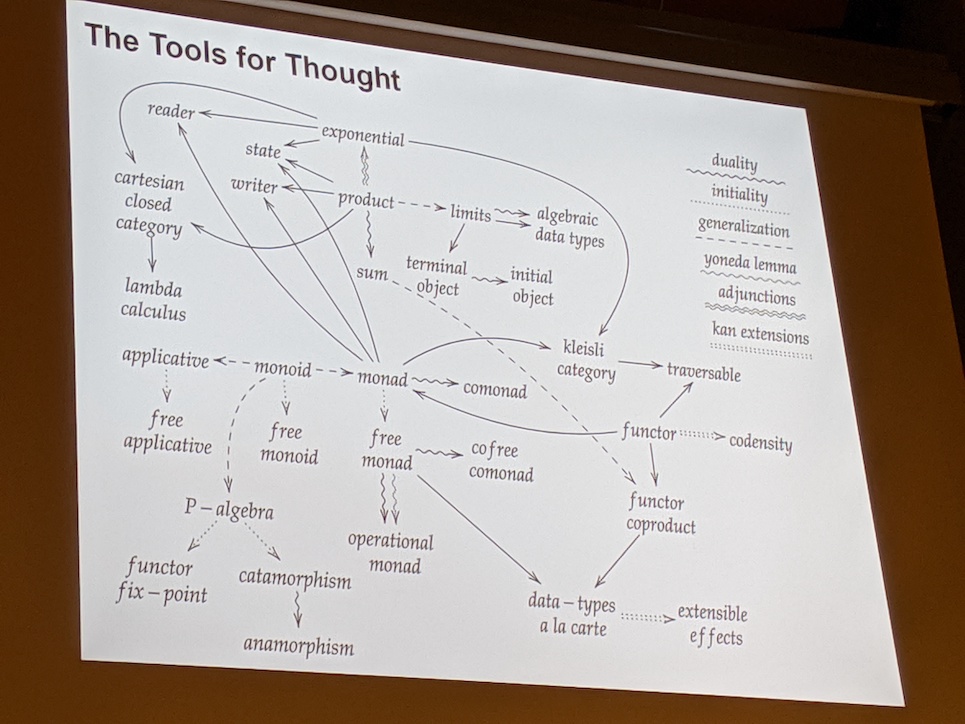 The Tools for Thought
reader
exponential
state
cartesian
closed
category
writer
product
limits
algebraic
data types
sum
terminal
object
initial
object
lambda
calculus
duality
initiality
generalization
yoneda lemma
adjunctions
kan extensions
applicative
monoid
monad
comonad
kleisli
category
traversable
free
applicative
free
monoid
free
monad
cofree
comonad
functor
codensity
P-algebra
operational
monad
functor
coproduct
functor
fix-point
catamorphism
anamorphism
data-types
a la carte
extensible
effects